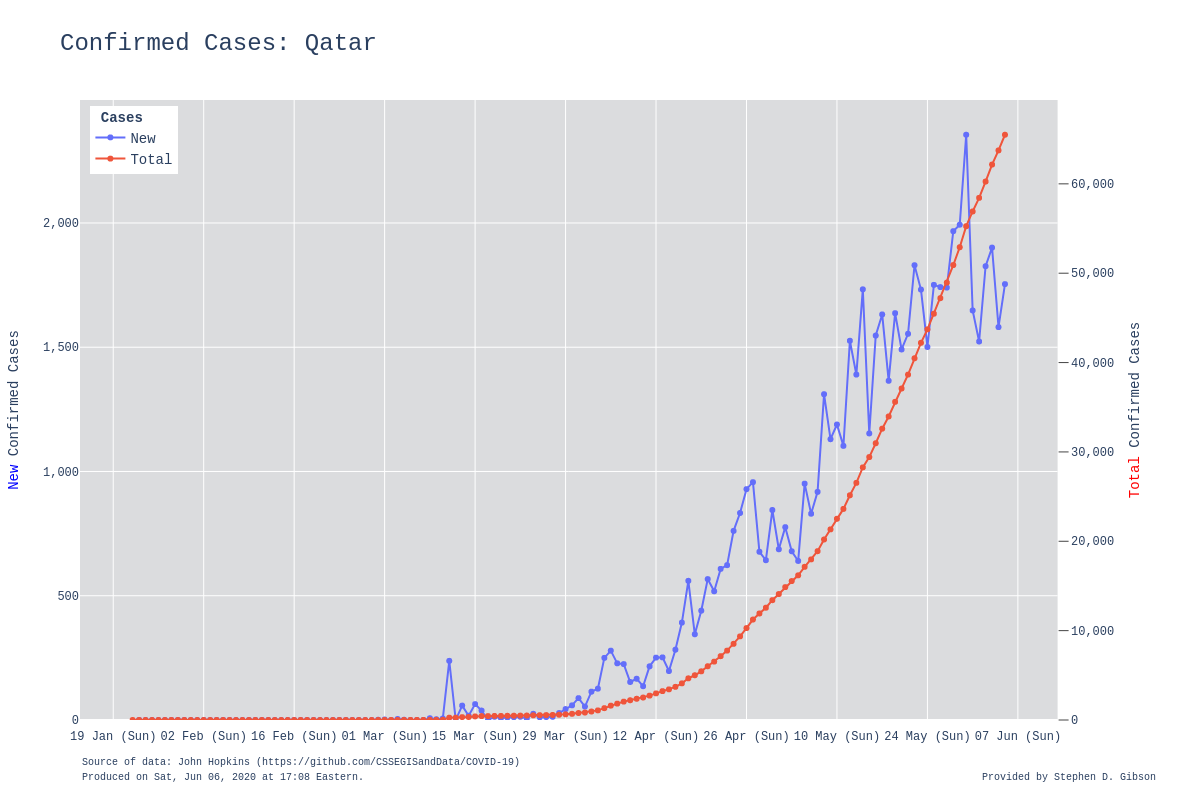 Confirmed Cases: Qatar
Cases
New
Total
2,000
1,500
1,000
500
0
New Confirmed Cases
60,000
50,000
40,000
30,000
20,000
10,000
0
Total Confirmed Cases
19 Jan (Sun) 02 Feb (Sun) 16 Feb (Sun) 01 Mar (Sun) 15 Mar (Sun) 29 Mar (Sun) 12 Apr (Sun) 26 Apr (Sun) 10 May (Sun) 24 May (Sun) 07 Jun (Sun)
Source of data: John Hopkins (https://github.com/CSSEGISandData/COVID-19)
Produced on Sat, Jun 06, 2020 at 17:08 Eastern.
Provided by Stephen D. Gibson